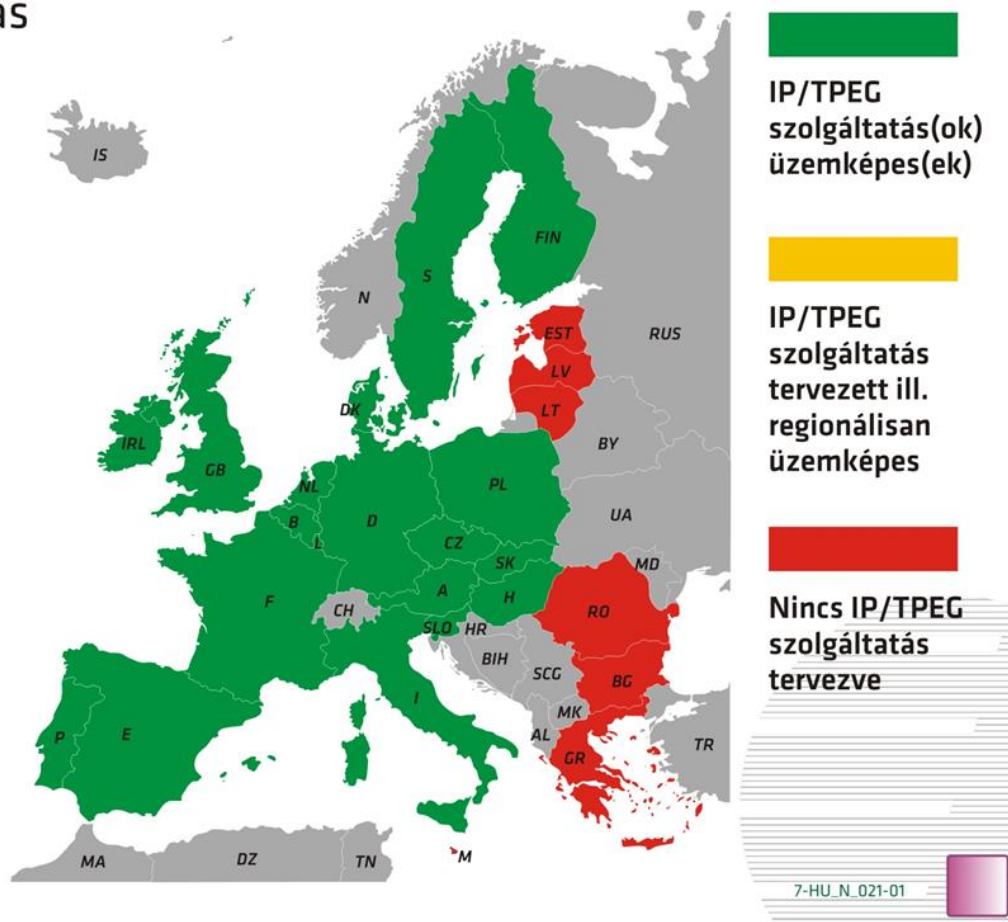 ás
IP/TPEG
szolgáltatás(ok)
üzemképes(ek)
IP/TPEG
szolgáltatás
tervezett ill.
regionálisan
üzemképes
Nincs IP/TPEG
szolgáltatás
tervezve
IS
N
S
FIN
RUS
EST
LV
LT
DK
IRL
GB
BY
NL
B
D
PL
L
UA
CZ
SK
MD
F
CH
A
H
RO
SLO
HR
BIH
SCG
BG
P
E
I
MK
AL
GR
TR
MA
DZ
TN
M
7-HU_N_021-01